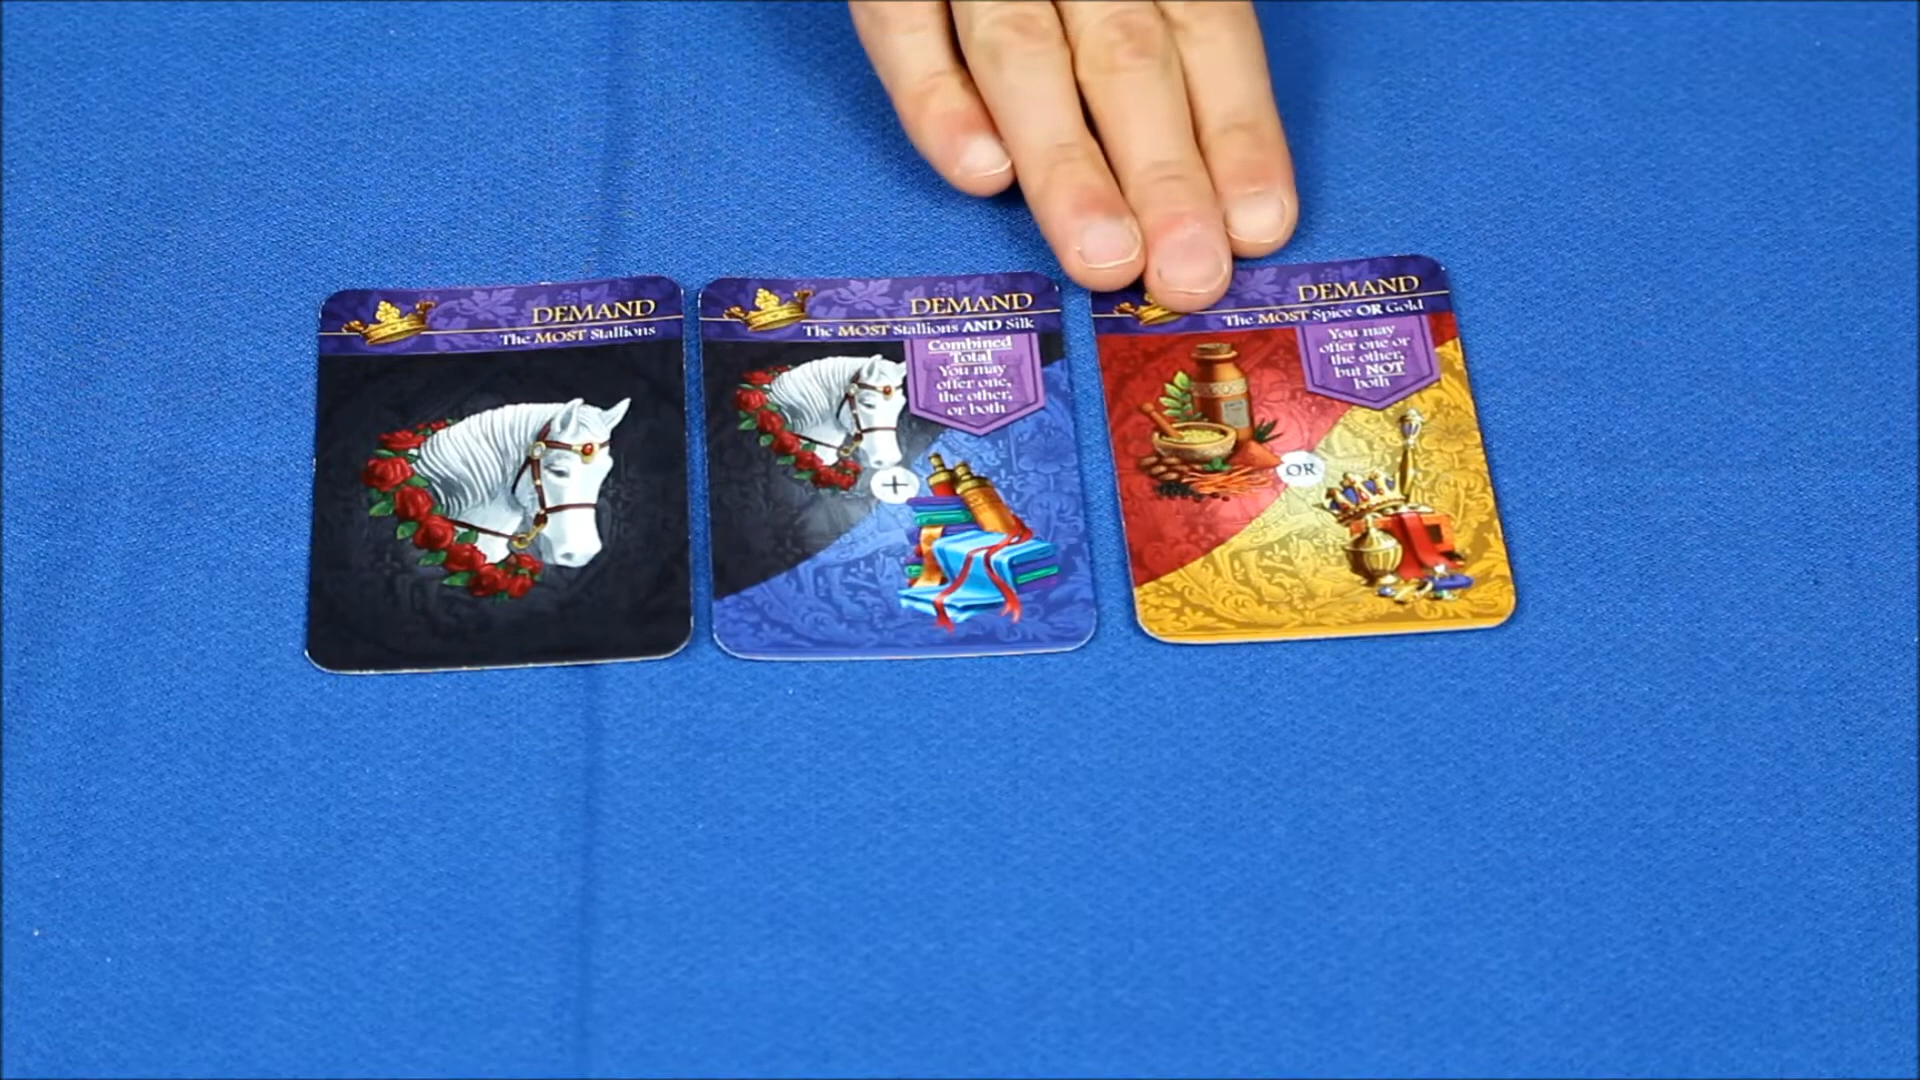 DEMAND
The MOST Stallions
DEMAND
The MOST Stallions AND Silk
Combined
Total
You may
offer one,
the other,
or both
+
DEMAND
The MOST Spice OR Gold
You may
offer one or
the other,
but NOT
both
OR